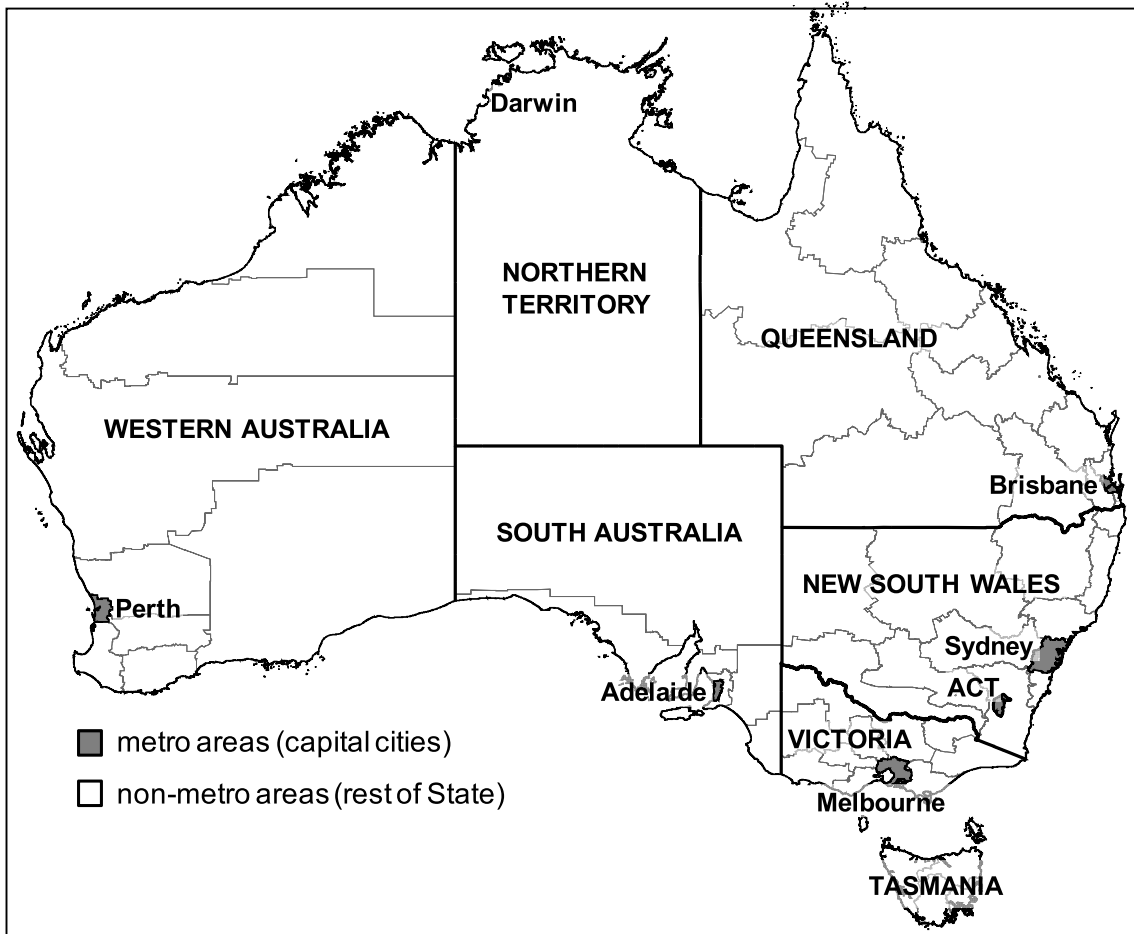 Darwin
NORTHERN
TERRITORY
QUEENSLAND
WESTERN AUSTRALIA
Brisbane
SOUTH AUSTRALIA
NEW SOUTH WALES
Perth
Sydney
ACT
Adelaide
metro areas (capital cities)
VICTORIA
non-metro areas (rest of State)
Melbourne
TASMANIA